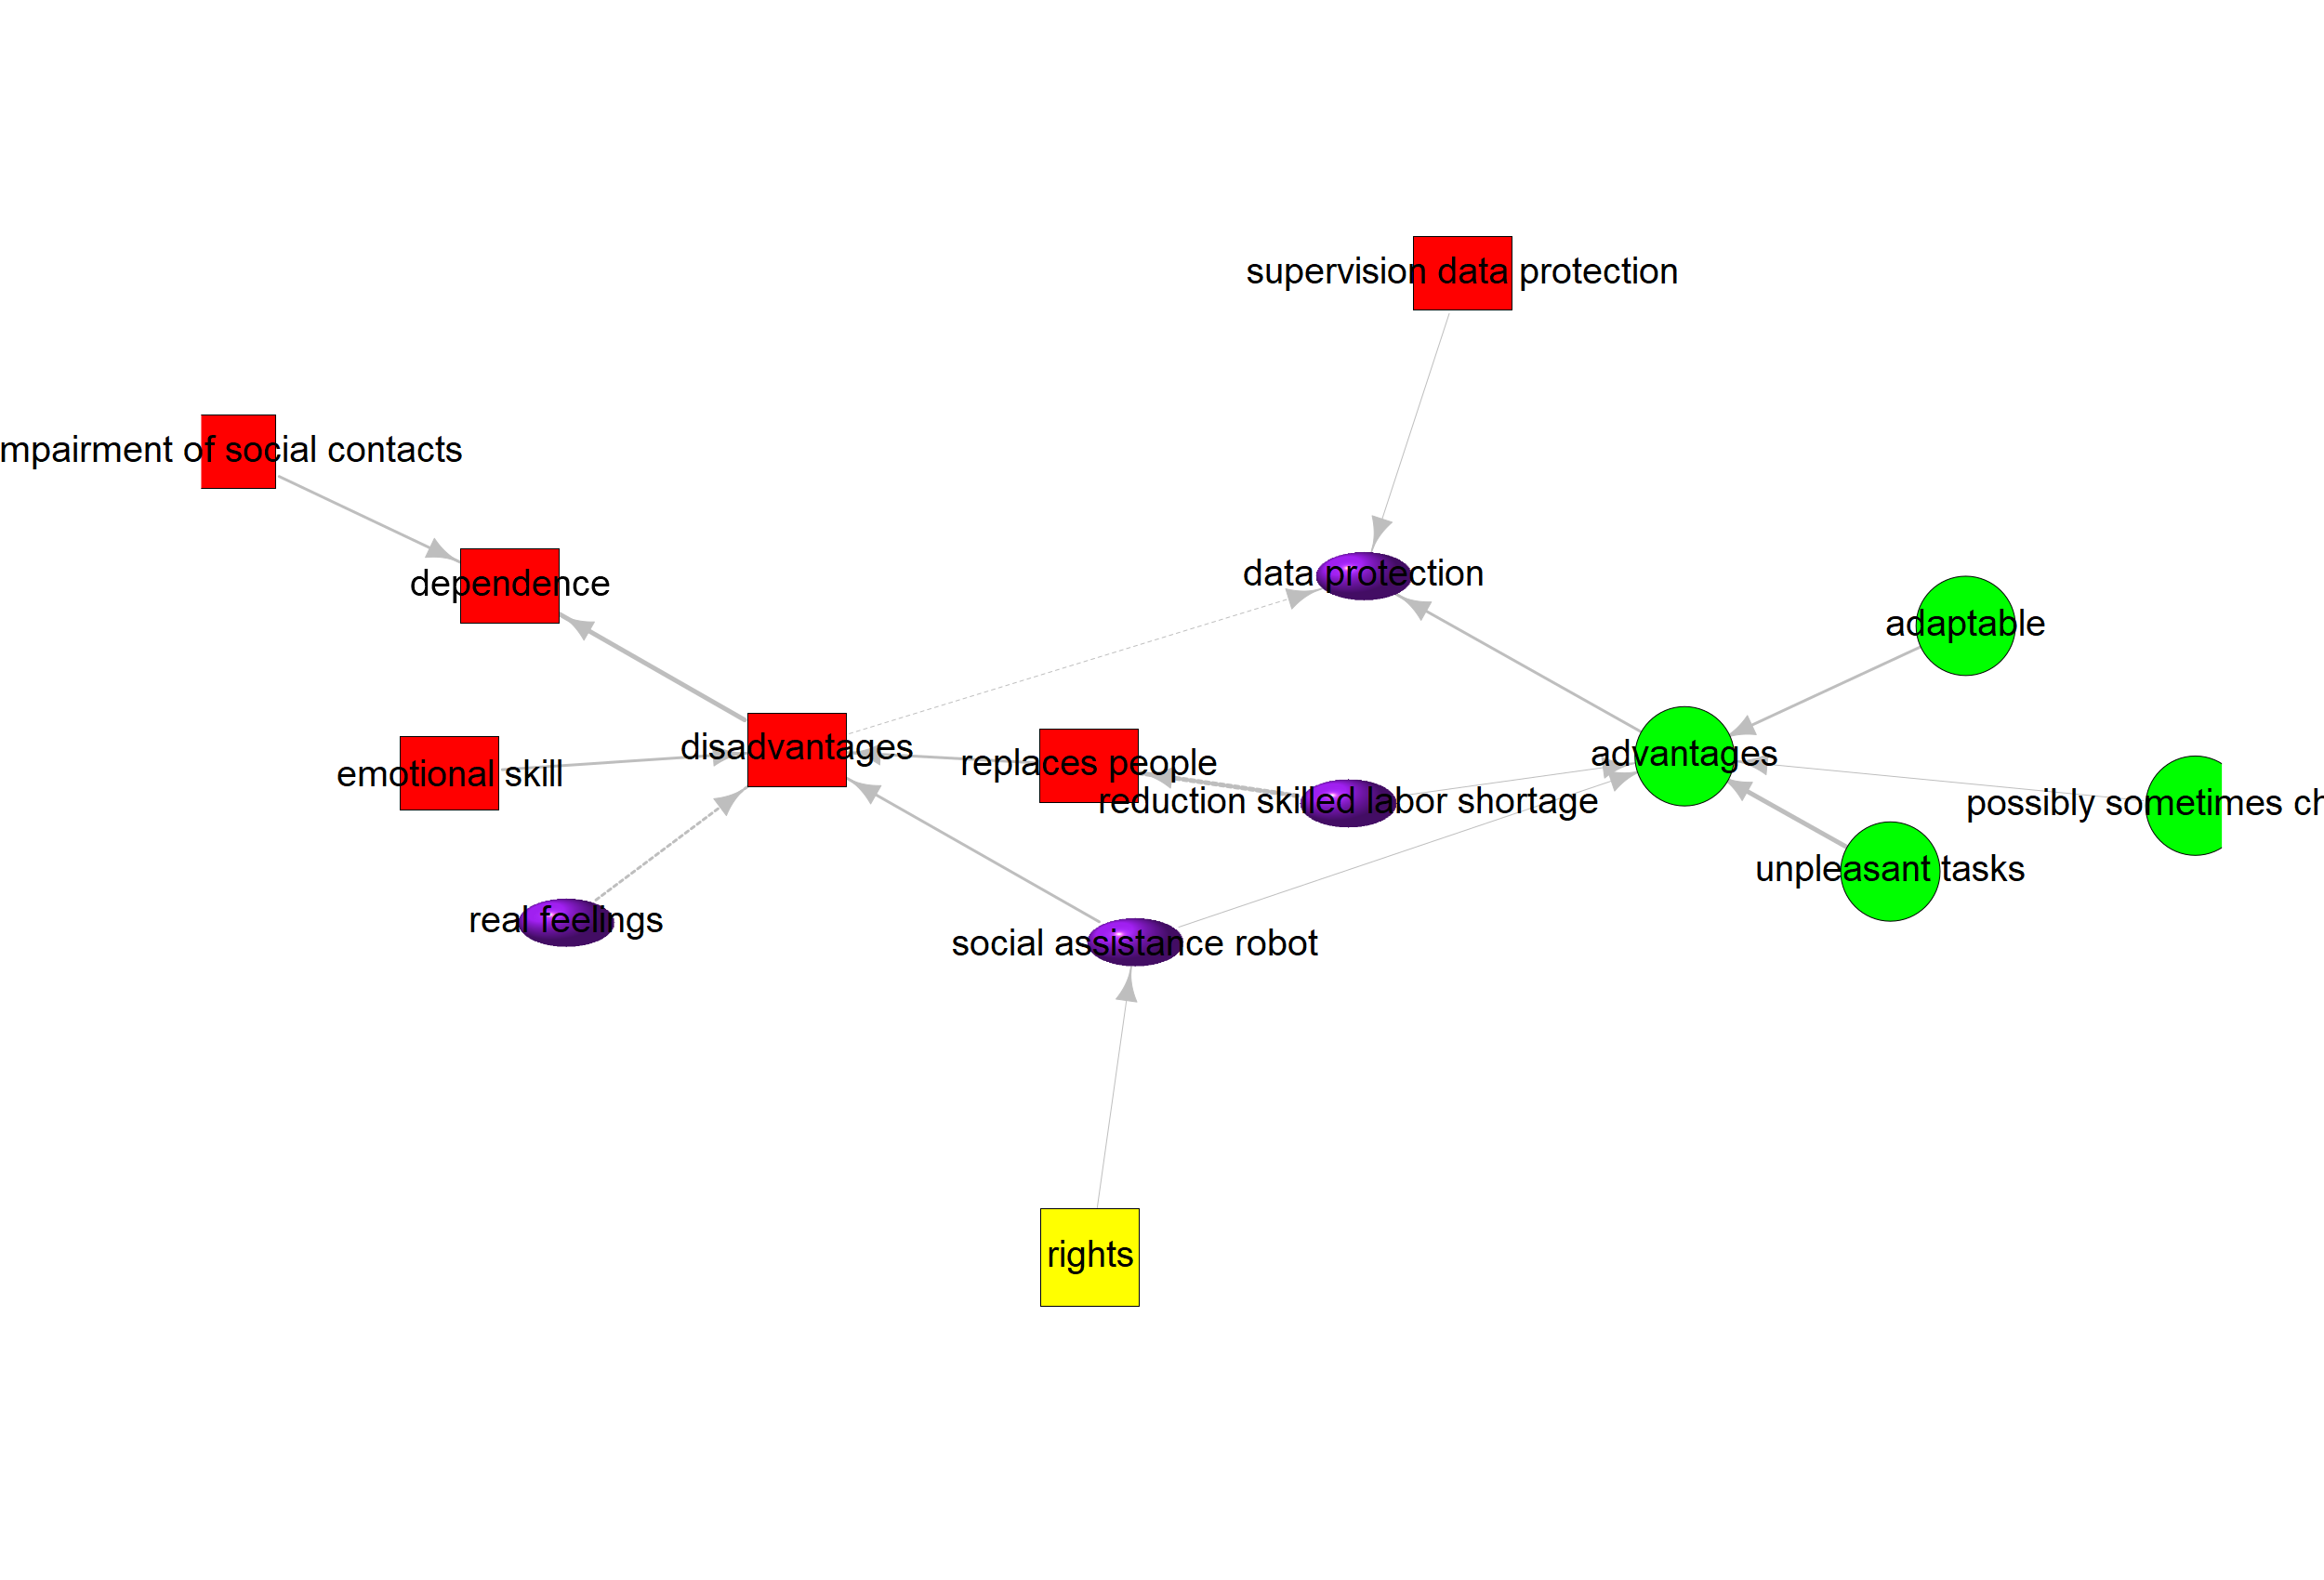 supervision data protection
mpairment of social contacts
dependence
data protection
adaptable
disadvantages
advantages
emotional skill
replaces people
reduction skilled labor shortage
possibly sometimes ch
unpleasant tasks
real feelings
social assistance robot
rights